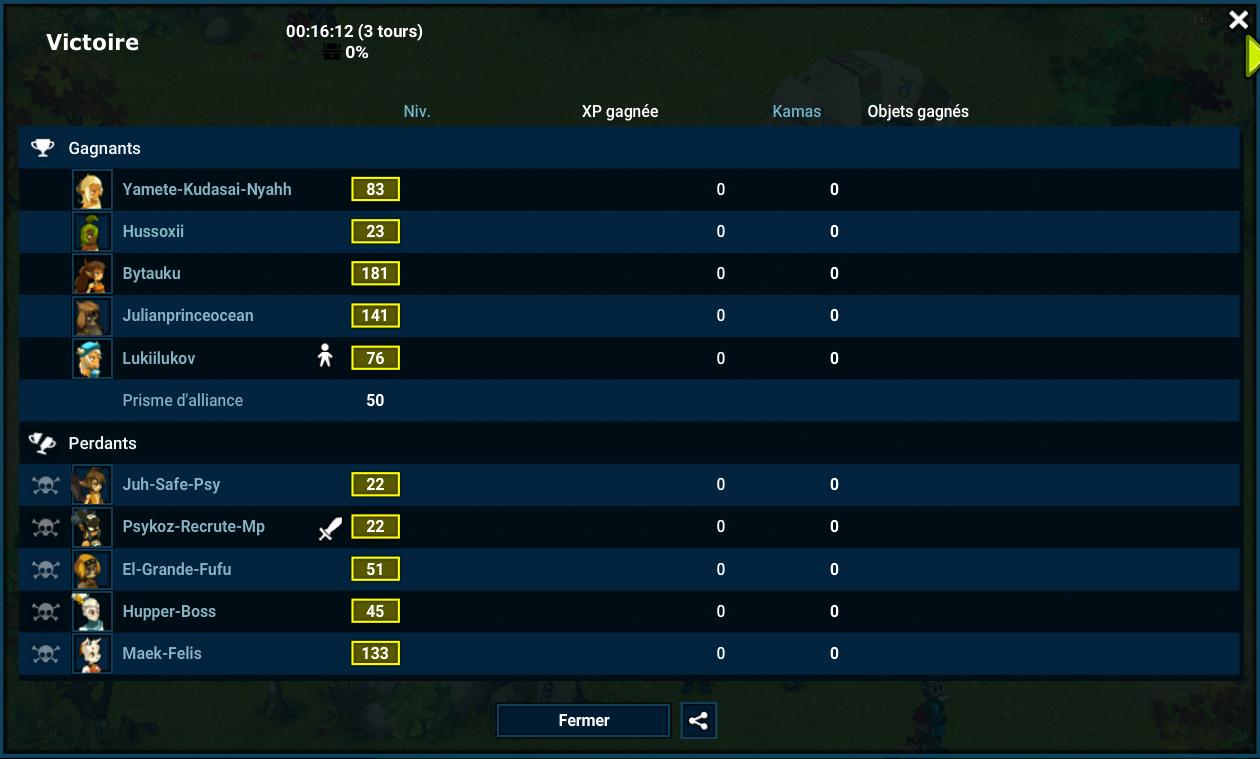 Victoire
00:16:12 (3 tours)
0%
Niv. XP gagnée Kamas Objets gagnés
Gagnants
Yamete-Kudasai-Nyahh 83 0 0
Hussoxii 23 0 0
Bytauku 181 0 0
Julianprinceocean 141 0 0
Lukiilukov 76 0 0
Prisme d'alliance 50
Perdants
Juh-Safe-Psy 22 0 0
Psykoz-Recrute-Mp 22 0 0
El-Grande-Fufu 51 0 0
Hupper-Boss 45 0 0
Maek-Felis 133 0 0
Fermer